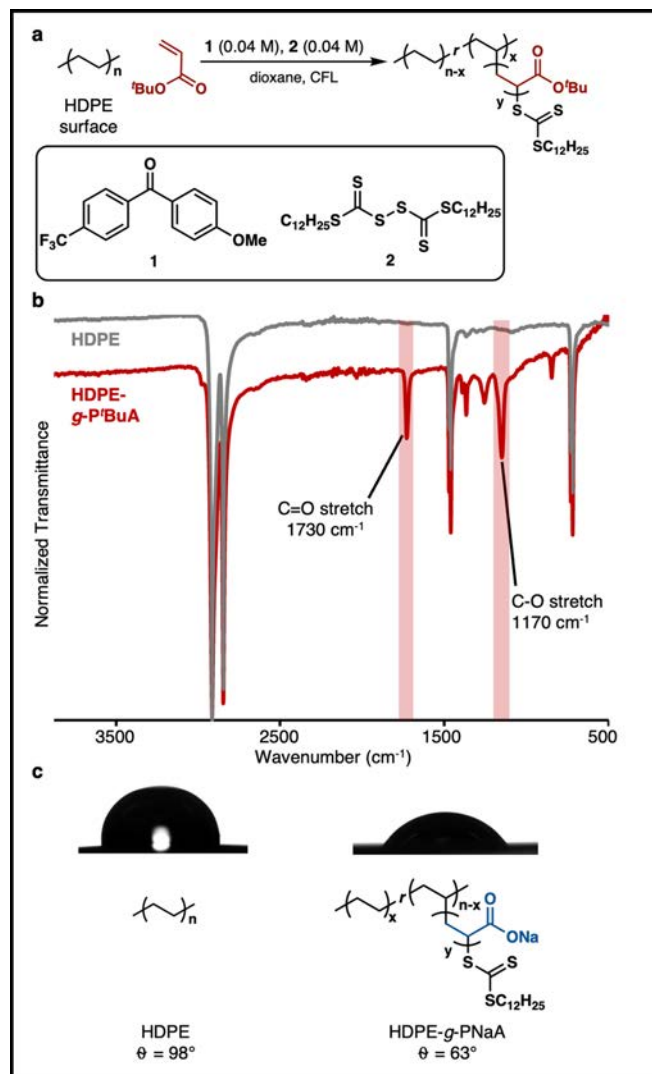 a
1 (0.04 M), 2 (0.04 M)
dioxane, CFL
n
HDPE
surface
tBu
O
O
n-x
r
x
O
OtBu
y
S
S
SC12H25
O
F3C
OMe
1
S
C12H25S
S
S
SC12H25
S
2
b
HDPE
HDPE-
g-PtBuA
Normalized Transmittance
C=O stretch
1730 cm-1
C-O stretch
1170 cm-1
3500
2500
1500
500
Wavenumber (cm-1)
c
n
x
r
n-x
O
ONa
y
S
S
SC12H25
HDPE
θ = 98°
HDPE-g-PNaA
θ = 63°